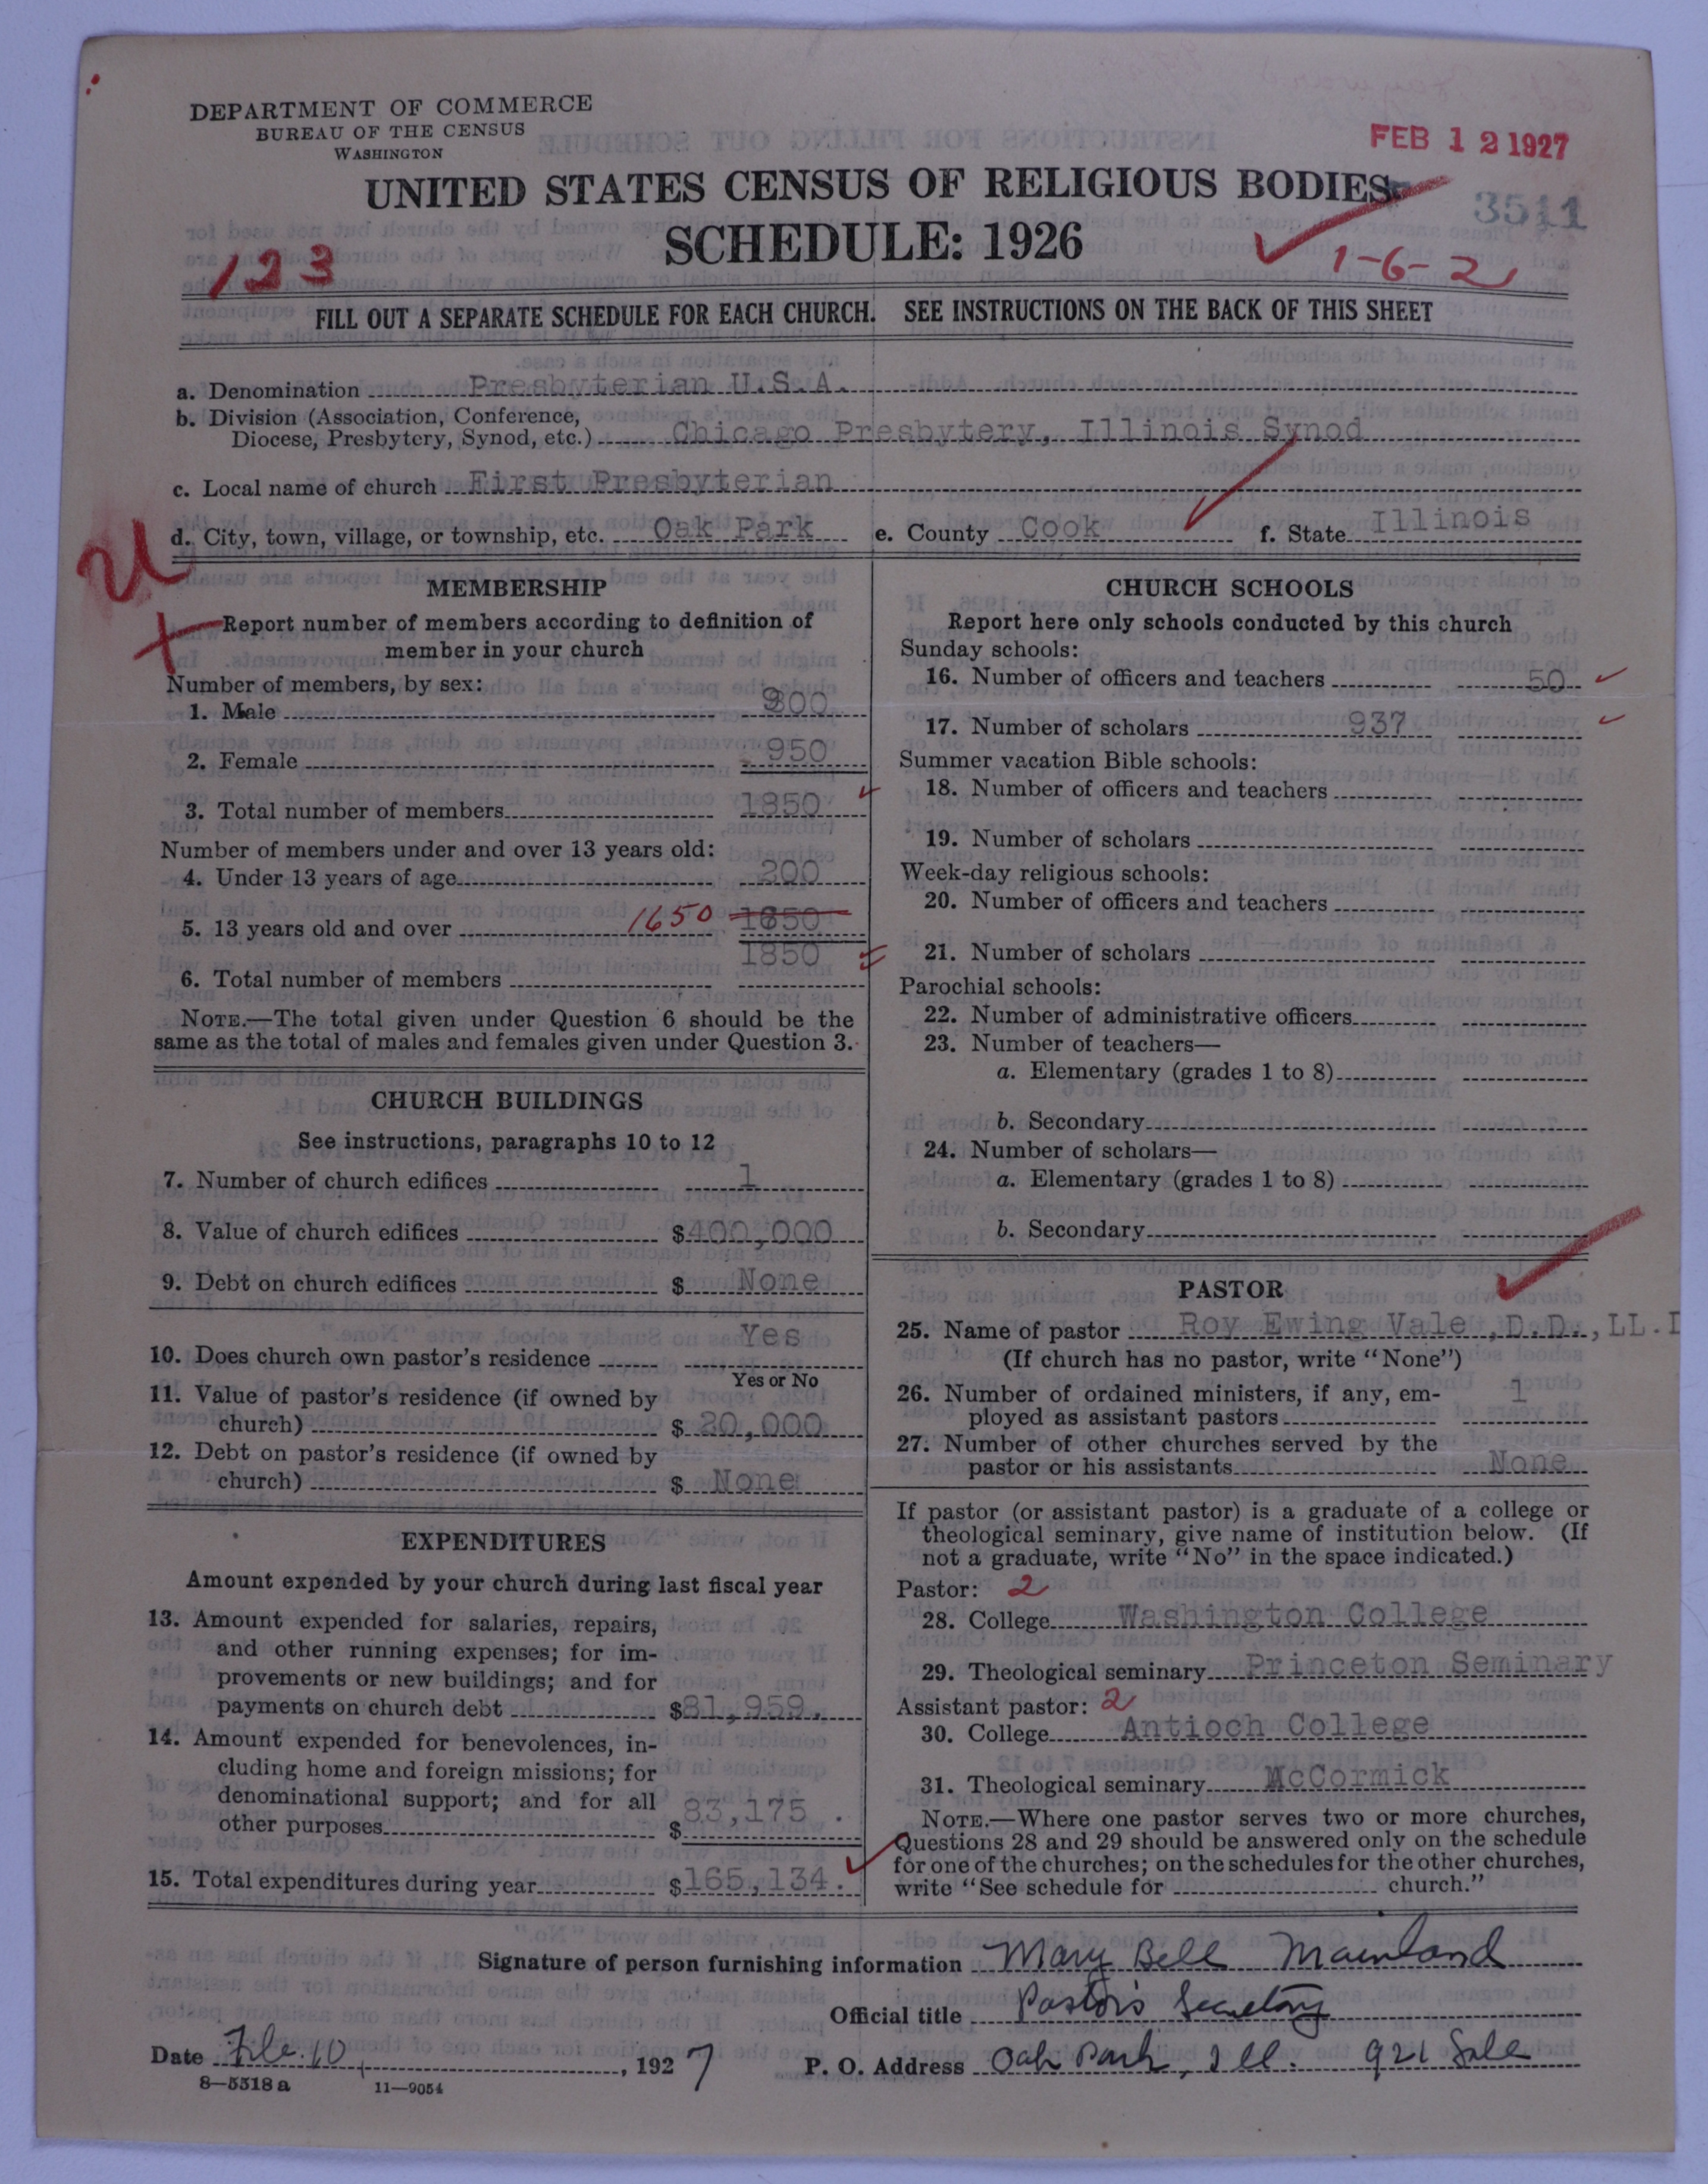 DEPARTMENT OF COMMERCE
BUREAU OF THE CENSUS
WASHINGTON
FEB 12 1927
UNITED STATES CENSUS OF RELIGIOUS BODIES
3511
SCHEDULE: 1926
123
1-6-2
FILL OUT A SEPARATE SCHEDULE FOR EACH CHURCH. SEE INSTRUCTIONS ON THE BACK OF THIS SHEET
a. Denomination Presbyterian U.S.A.
b. Division (Association, Conference,
Diocese, Presbytery, Synod, etc.) Chicago Presbytery, Illinois Synod
c. Local name of church First Presbyterian
d. City, town, village, or township, etc. Oak Park e. County Cook f. State Illinois
MEMBERSHIP
Report number of members according to definition of
member in your church
Number of members, by sex:
1. Male 900
2. Female 950
3. Total number of members 1850
Number of members under and over 13 years old:
4. Under 13 years of age 200
5. 13 years old and over 1650 1650
6. Total number of members 1850
NOTE.—The total given under Question 6 should be the
same as the total of males and females given under Question 3.
CHURCH BUILDINGS
See instructions, paragraphs 10 to 12
7. Number of church edifices 1
8. Value of church edifices $400,000
9. Debt on church edifices $ None
10. Does church own pastor's residence Yes
Yes or No
11. Value of pastor's residence (if owned by
church) $ 20,000
12. Debt on pastor's residence (if owned by
church) $ None
EXPENDITURES
Amount expended by your church during last fiscal year
13. Amount expended for salaries, repairs,
and other running expenses; for im-
provements or new buildings; and for
payments on church debt $81,959.
14. Amount expended for benevolences, in-
cluding home and foreign missions; for
denominational support; and for all
other purposes $83,175.
15. Total expenditures during year $165,134.
CHURCH SCHOOLS
Report here only schools conducted by this church
Sunday schools:
16. Number of officers and teachers 50
17. Number of scholars 937
Summer vacation Bible schools:
18. Number of officers and teachers
19. Number of scholars
Week-day religious schools:
20. Number of officers and teachers
21. Number of scholars
Parochial schools:
22. Number of administrative officers
23. Number of teachers—
a. Elementary (grades 1 to 8)
b. Secondary
24. Number of scholars—
a. Elementary (grades 1 to 8)
b. Secondary
PASTOR
25. Name of pastor Roy Ewing Vale ,D.D.,LL.D
(If church has no pastor, write "None")
26. Number of ordained ministers, if any, em-
ployed as assistant pastors 1
27. Number of other churches served by the
pastor or his assistants None
If pastor (or assistant pastor) is a graduate of a college or
theological seminary, give name of institution below. (If
not a graduate, write "No" in the space indicated.)
Pastor: 2
28. College Washington College
29. Theological seminary Princeton Seminary
Assistant pastor: 2
30. College Antioch College
31. Theological seminary McCormick
NOTE.—Where one pastor serves two or more churches,
Questions 28 and 29 should be answered only on the schedule
for one of the churches; on the schedules for the other churches,
write "See schedule for church."
Signature of person furnishing information Mary Bell Mainland
Official title Pastor's Secretary
Date Feb. 10, 1927 P. O. Address Oak Park, Ill. 921 Lake
8—5518 a 11—9054